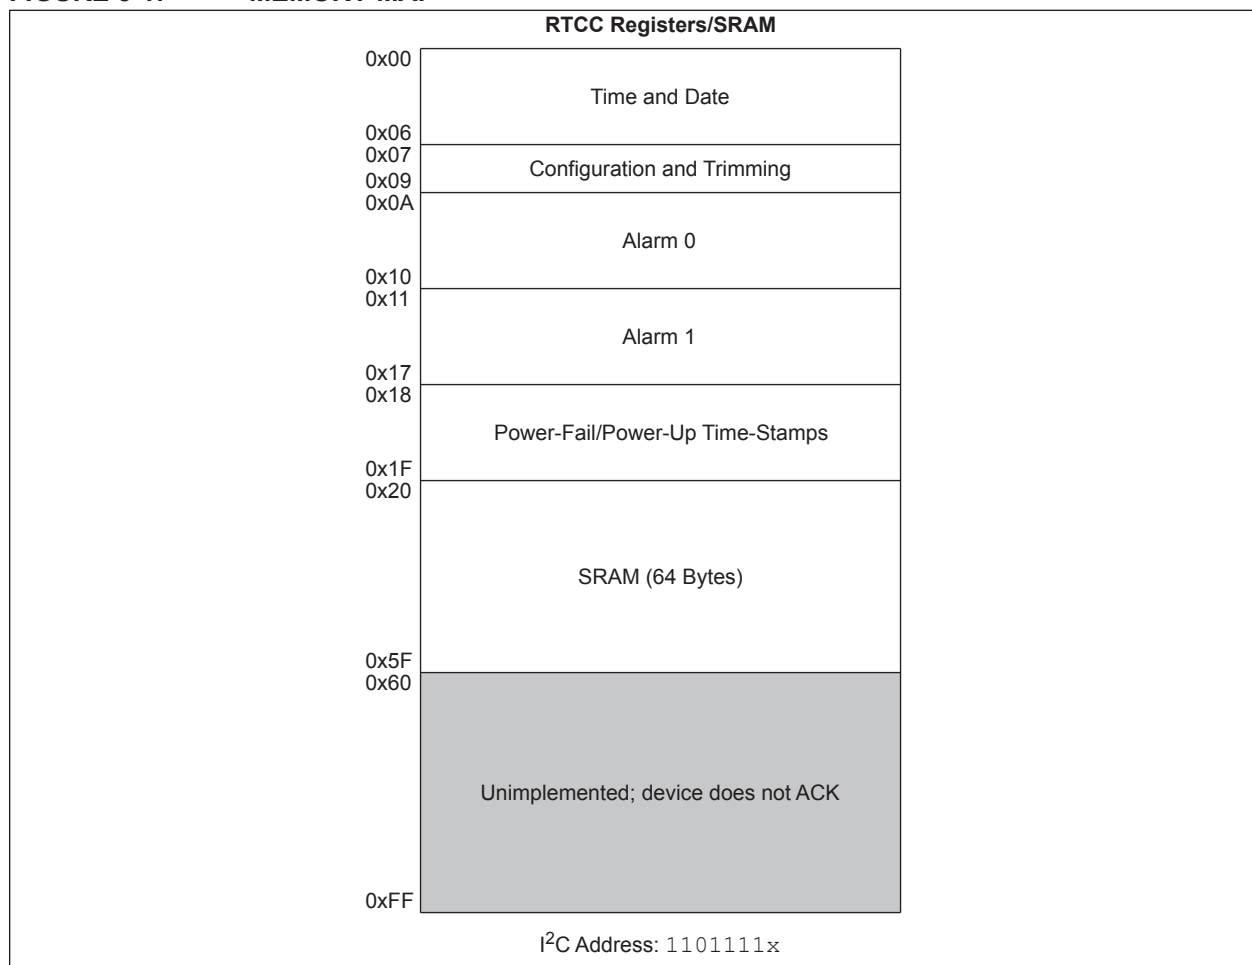 RTCC Registers/SRAM
0x00
Time and Date
0x06
0x07
Configuration and Trimming
0x09
0x0A
Alarm 0
0x10
0x11
Alarm 1
0x17
0x18
Power-Fail/Power-Up Time-Stamps
0x1F
0x20
SRAM (64 Bytes)
0x5F
0x60
Unimplemented; device does not ACK
0xFF
I²C Address: 1101111x